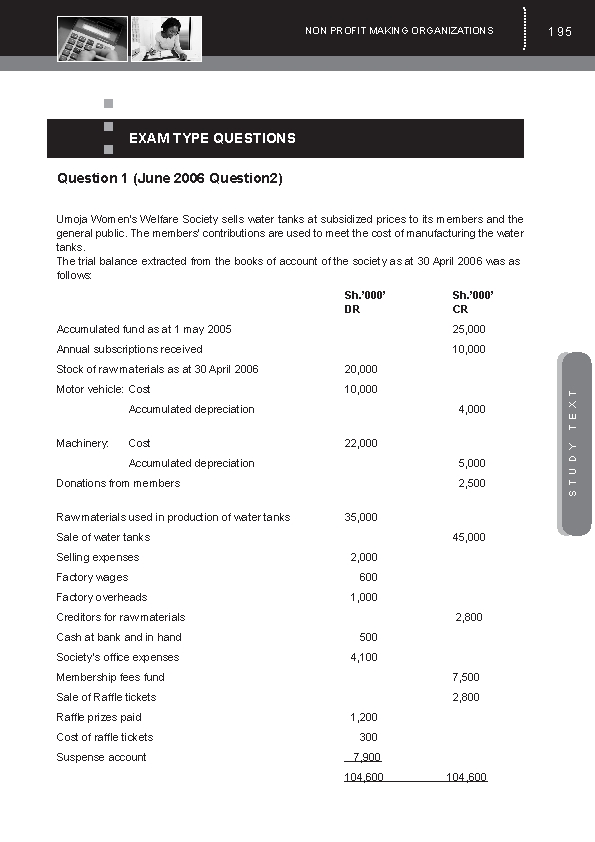 NON PROFIT MAKING ORGANIZATIONS 195
EXAM TYPE QUESTIONS
Question 1 (June 2006 Question2)
Umoja Women's Welfare Society sells water tanks at subsidized prices to its members and the
general public. The members' contributions are used to meet the cost of manufacturing the water
tanks.
The trial balance extracted from the books of account of the society as at 30 April 2006 was as
follows:
Sh.'000' Sh.'000'
DR CR
Accumulated fund as at 1 may 2005 25,000
Annual subscriptions received 10,000
Stock of raw materials as at 30 April 2006 20,000
Motor vehicle: Cost 10,000
Accumulated depreciation 4,000
Machinery: Cost 22,000
Accumulated depreciation 5,000
Donations from members 2,500
Raw materials used in production of water tanks 35,000
Sale of water tanks 45,000
Selling expenses 2,000
Factory wages 600
Factory overheads 1,000
Creditors for raw materials 2,800
Cash at bank and in hand 500
Society's office expenses 4,100
Membership fees fund 7,500
Sale of Raffle tickets 2,800
Raffle prizes paid 1,200
Cost of raffle tickets 300
Suspense account 7,900
104,600 104,600
STUDY TEXT